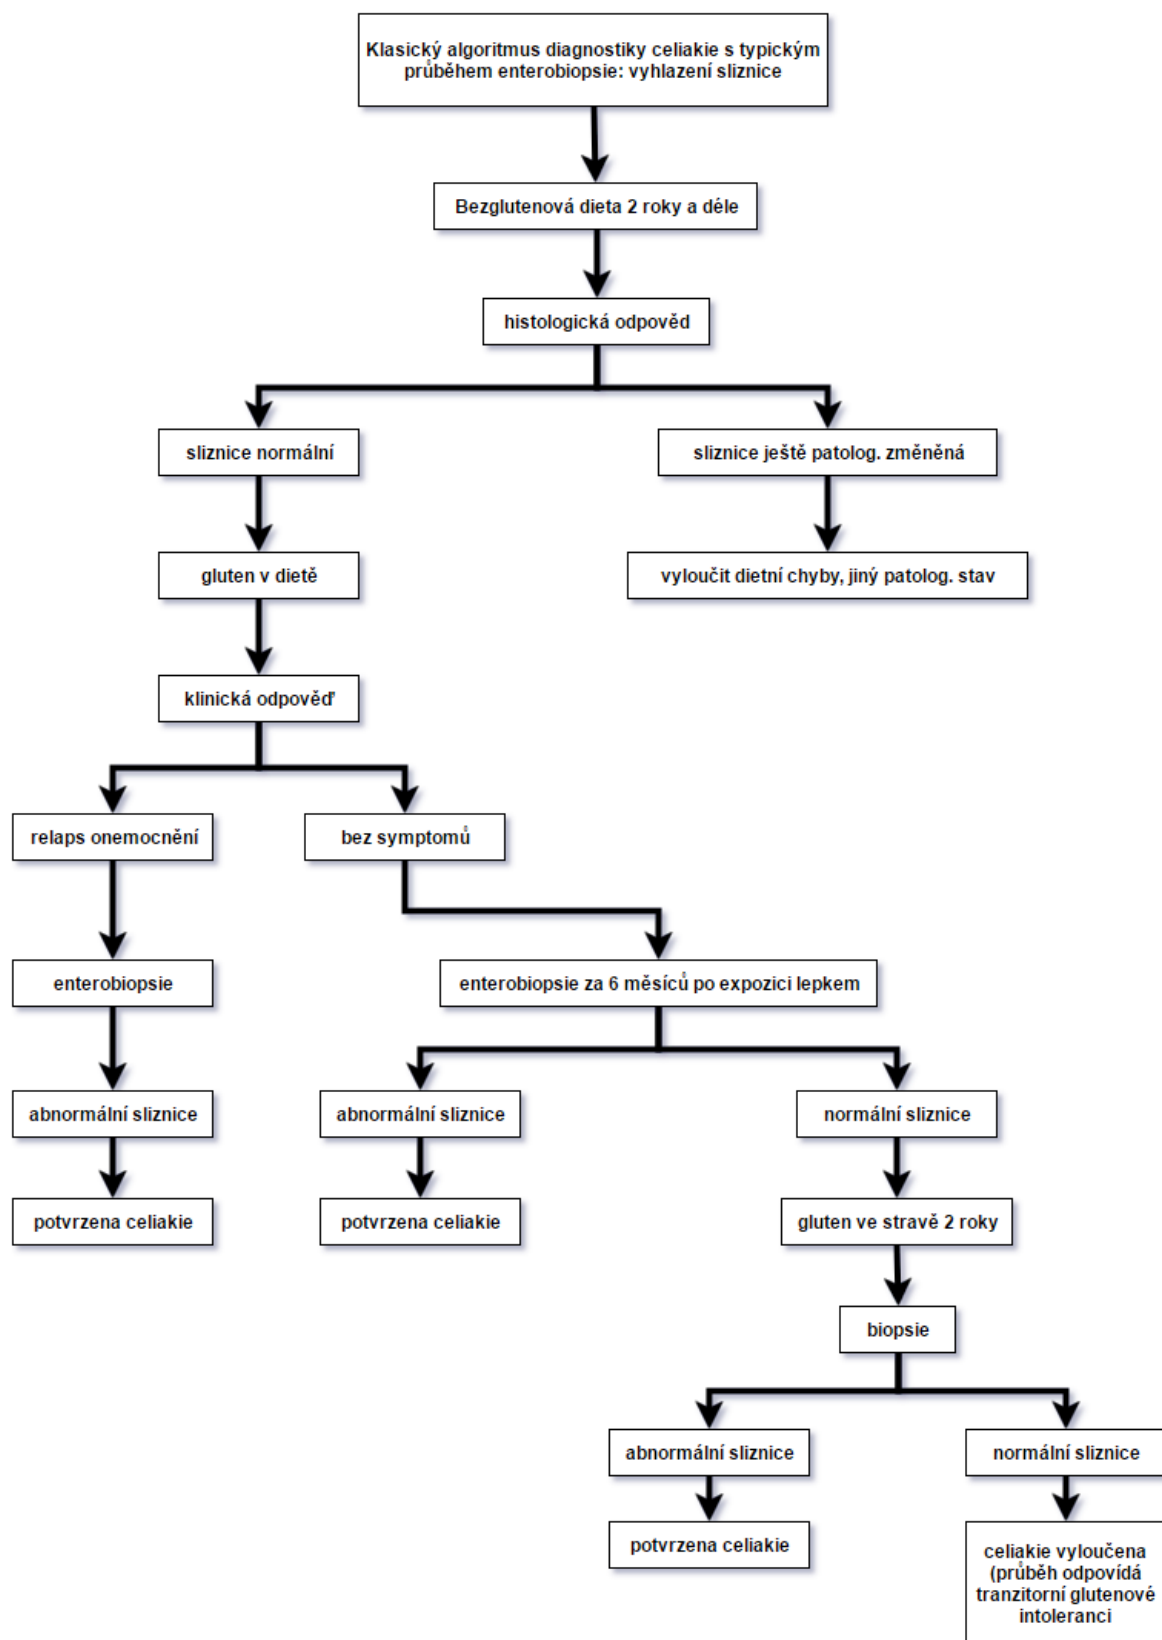 Klasický algoritmus diagnostiky celiakie s typickým
průběhem enterobiopsie: vyhlazení sliznice
Bezglutenová dieta 2 roky a déle
histologická odpověd
sliznice normální
sliznice ještě patolog. změněná
gluten v dietě
vyloučit dietní chyby, jiný patolog. stav
klinická odpověď
relaps onemocnění
bez symptomů
enterobiopsie
enterobiopsie za 6 měsíců po expozici lepkem
abnormální sliznice
abnormální sliznice
normální sliznice
potvrzena celiakie
potvrzena celiakie
gluten ve stravě 2 roky
biopsie
abnormální sliznice
normální sliznice
potvrzena celiakie
celiakie vyloučena
(průběh odpovídá
tranzitorní glutenové
intoleranci